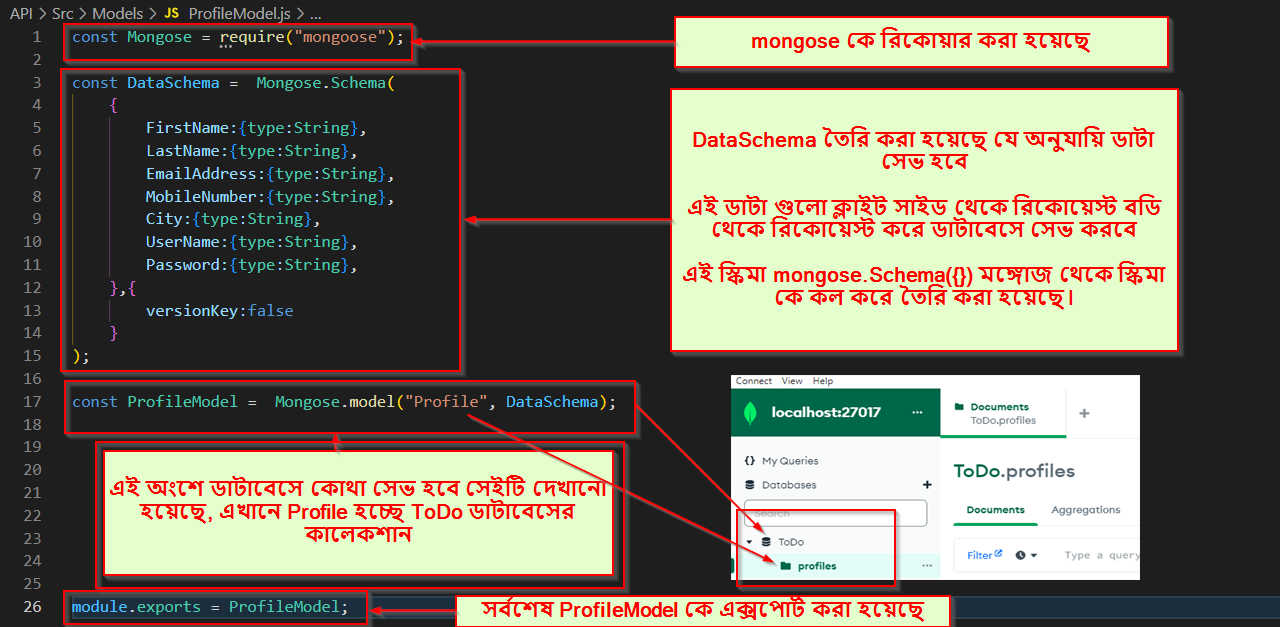 API > Src > Models > JS ProfileModel.js > ...
1 const Mongose = require("mongoose");
mongose কে রিকোয়ার করা হয়েছে
2
3 const DataSchema =  Mongose.Schema(
4 {
5 FirstName:{type:String},
6 LastName:{type:String},
7 EmailAddress:{type:String},
8 MobileNumber:{type:String},
9 City:{type:String},
10 UserName:{type:String},
11 Password:{type:String},
12 },{
13 versionKey:false
14 }
15 );
DataSchema তৈরি করা হয়েছে যে অনুযায়ি ডাটা
সেভ হবে
এই ডাটা গুলো ক্লাইট সাইড থেকে রিকোয়েস্ট বডি
থেকে রিকোয়েস্ট করে ডাটাবেসে সেভ করবে
এই স্কিমা mongose.Schema({}) মঙ্গোজ থেকে স্কিমা
কে কল করে তৈরি করা হয়েছে।
16
17 const ProfileModel =  Mongose.model("Profile", DataSchema);
18
19
20
21
22
23
24
25
এই অংশে ডাটাবেসে কোথা সেভ হবে সেইটি দেখানো
হয়েছে, এখানে Profile হচ্ছে ToDo ডাটাবেসের
কালেকশান
Connect View Help
localhost:27017 ...
Documents
ToDo.profiles
+
{} My Queries
Databases +
Search
ToDo
profiles ...
ToDo.profiles
Documents Aggregations
Filter Type a query
26 module.exports = ProfileModel;
সর্বশেষ ProfileModel কে এক্সপোর্ট করা হয়েছে